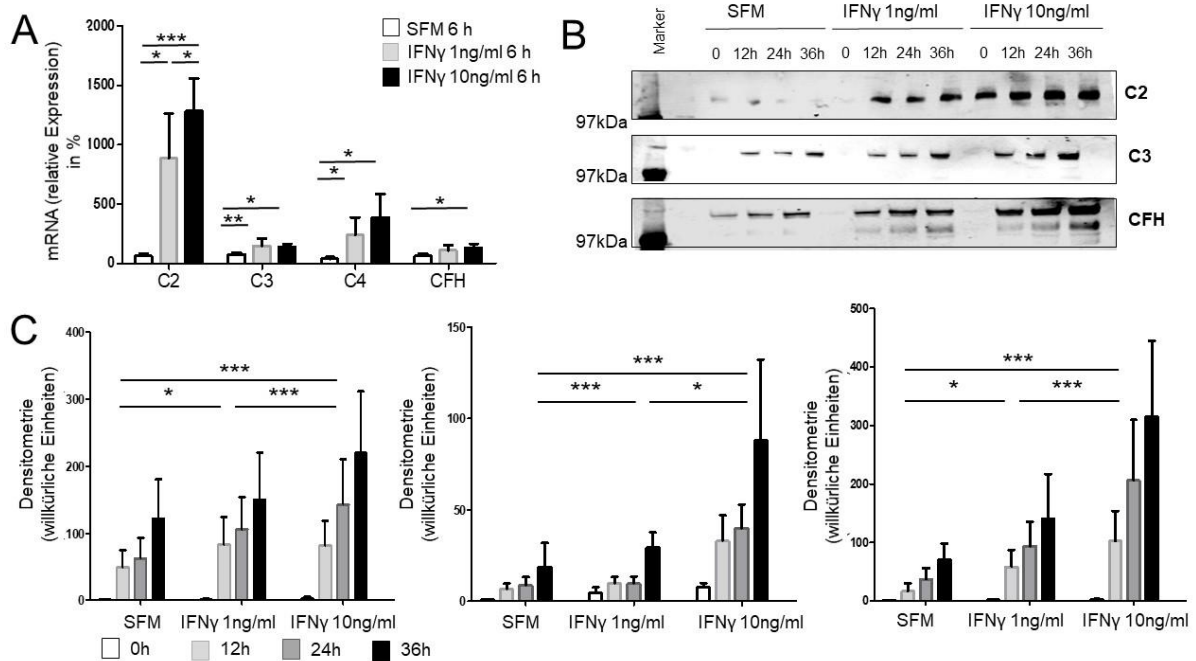 A
mRNA (relative Expression)
in %
2000
1500
1000
500
0
SFM 6 h
IFNγ 1ng/ml 6 h
IFNγ 10ng/ml 6 h
***
* *
*
**
*
*
*
C2 C3 C4 CFH
B
Marker
SFM IFNγ 1ng/ml IFNγ 10ng/ml
0 12h 24h 36h 0 12h 24h 36h 0 12h 24h 36h
97kDa
C2
97kDa
C3
97kDa
CFH
C
Densitometrie
(willkürliche Einheiten)
400
300
200
100
0
***
* ***
SFM IFNγ 1ng/ml IFNγ 10ng/ml
Densitometrie
(willkürliche Einheiten)
150
100
50
0
***
*** *
SFM IFNγ 1ng/ml IFNγ 10ng/ml
Densitometrie
(willkürliche Einheiten)
500
400
300
200
100
0
***
* ***
SFM IFNγ 1ng/ml IFNγ 10ng/ml
0h 12h 24h 36h